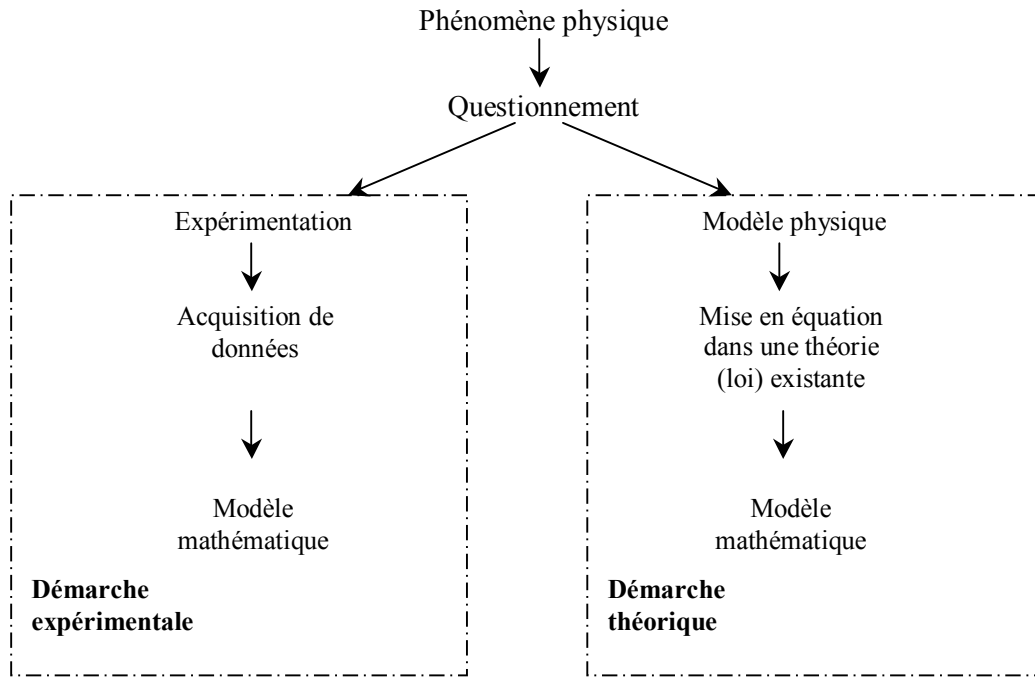 Phénomène physique
Questionnement
Expérimentation
Acquisition de
données
Modèle
mathématique
Démarche
expérimentale
Modèle physique
Mise en équation
dans une théorie
(loi) existante
Modèle
mathématique
Démarche
théorique